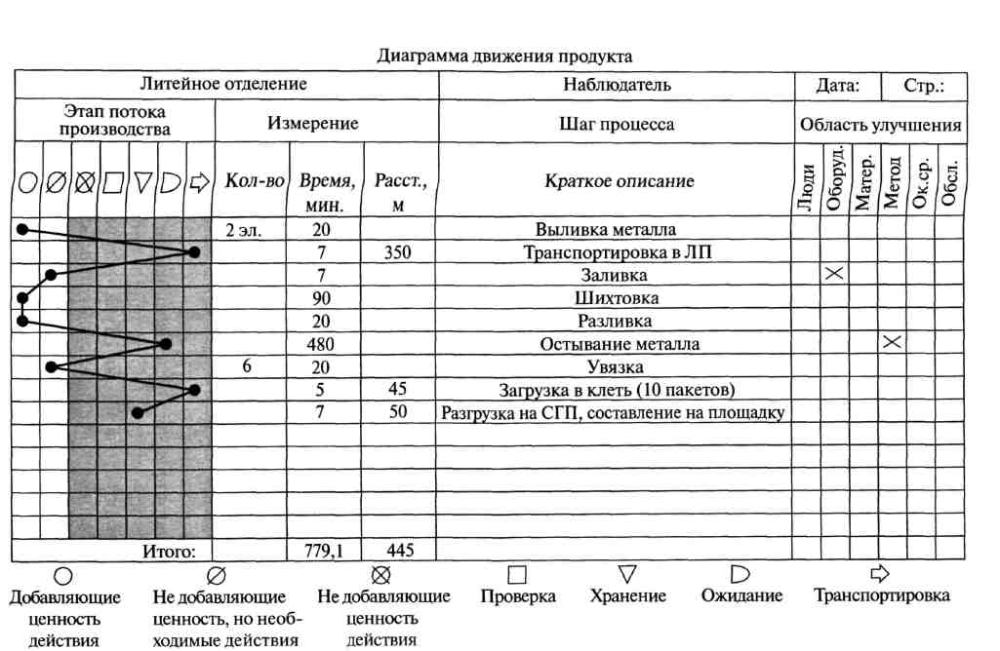 Диаграмма движения продукта
Литейное отделение Наблюдатель Дата: Стр.:
Этап потока производства Измерение Шаг процесса Область улучшения
Кол-во Время, мин. Расст., м Краткое описание Люди Оборуд. Матер. Метод Ок.ср. Обсл.
2 эл. 20 Выливка металла
7 350 Транспортировка в ЛП
7 Заливка
90 Шихтовка
20 Разливка
480 Остывание металла
6 20 Увязка
5 45 Загрузка в клеть (10 пакетов)
7 50 Разгрузка на СГП, составление на площадку
Итого: 779,1 445
Добавляющие ценность действия
Не добавляющие ценность, но необ-
ходимые действия
Не добавляющие ценность действия
Проверка
Хранение
Ожидание
Транспортировка